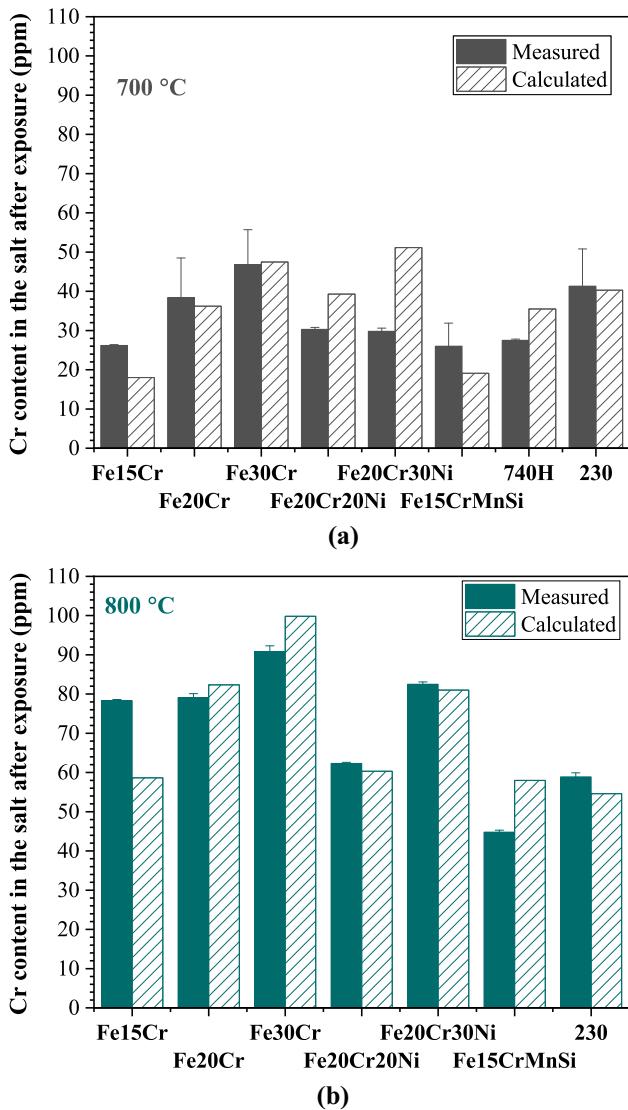 Cr content in the salt after exposure (ppm)
110
100
90
80
70
60
50
40
30
20
10
0
700 °C
Measured
Calculated
Fe15Cr Fe30Cr Fe20Cr30Ni 740H 230
Fe20Cr Fe20Cr20Ni Fe15CrMnSi
(a)
Cr content in the salt after exposure (ppm)
110
100
90
80
70
60
50
40
30
20
10
0
800 °C
Measured
Calculated
Fe15Cr Fe30Cr Fe20Cr30Ni 230
Fe20Cr Fe20Cr20Ni Fe15CrMnSi
(b)